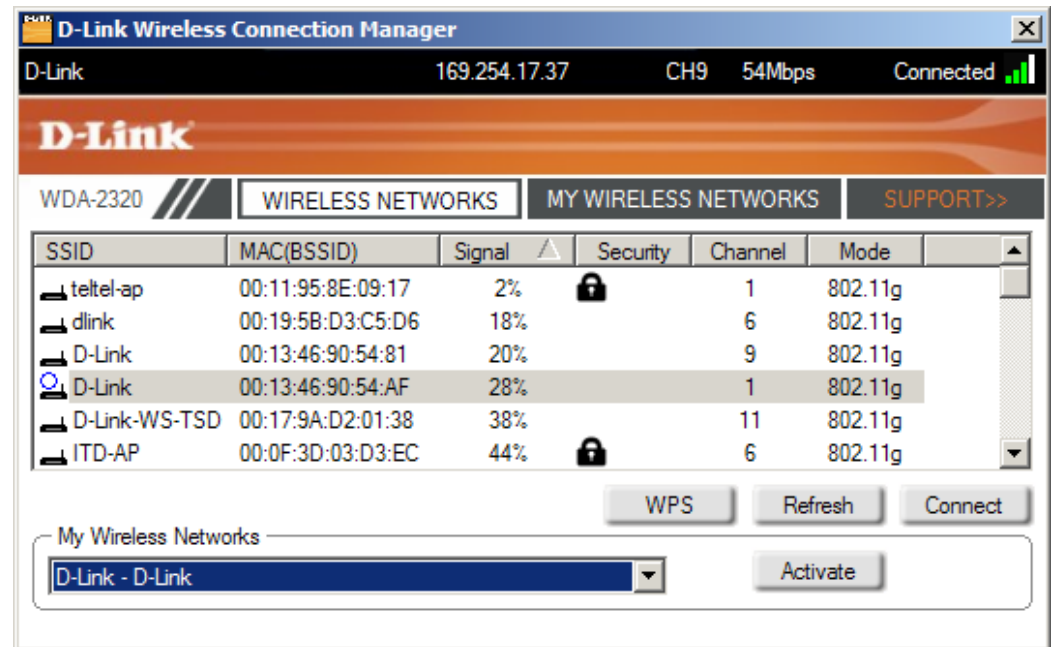 D-Link Wireless Connection Manager
D-Link 169.254.17.37 CH9 54Mbps Connected
D-Link
WDA-2320 WIRELESS NETWORKS MY WIRELESS NETWORKS SUPPORT>>
SSID MAC(BSSID) Signal Security Channel Mode
teltel-ap 00:11:95:8E:09:17 2% 1 802.11g
dlink 00:19:5B:D3:C5:D6 18% 6 802.11g
D-Link 00:13:46:90:54:81 20% 9 802.11g
D-Link 00:13:46:90:54:AF 28% 1 802.11g
D-Link-WS-TSD 00:17:9A:D2:01:38 38% 11 802.11g
ITD-AP 00:0F:3D:03:D3:EC 44% 6 802.11g
WPS Refresh Connect
My Wireless Networks
D-Link - D-Link Activate